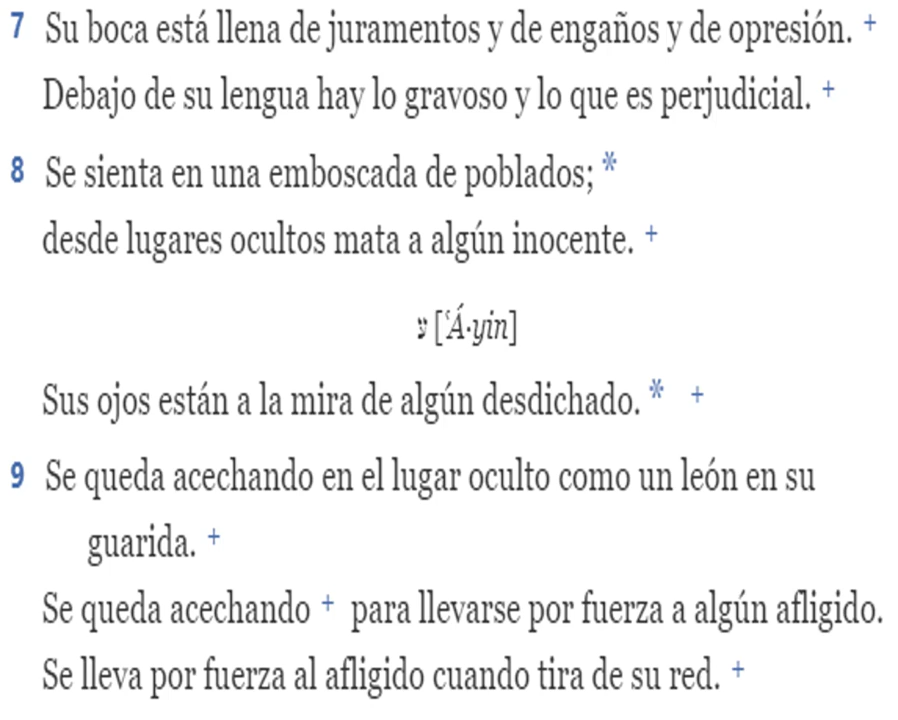 7 Su boca está llena de juramentos y de engaños y de opresión. +
Debajo de su lengua hay lo gravoso y lo que es perjudicial. +
8 Se sienta en una emboscada de poblados; *
desde lugares ocultos mata a algún inocente. +
ע [ʽÁ·yin]
Sus ojos están a la mira de algún desdichado. * +
9 Se queda acechando en el lugar oculto como un león en su
guarida. +
Se queda acechando + para llevarse por fuerza a algún afligido.
Se lleva por fuerza al afligido cuando tira de su red. +